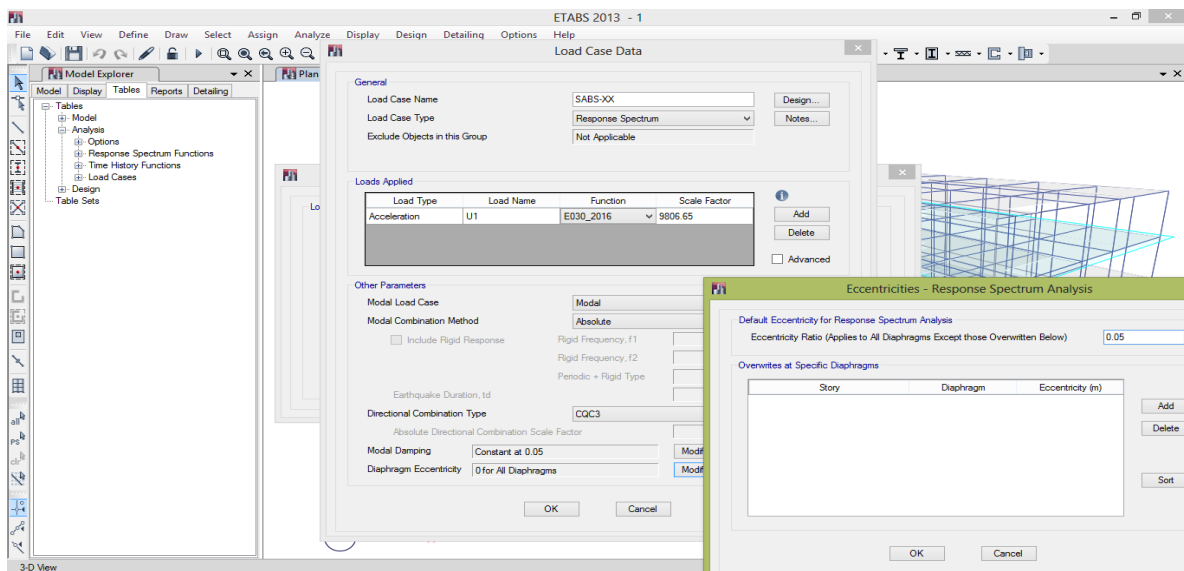 ETABS 2013 - 1
File Edit View Define Draw Select Assign Analyze Display Design Detailing Options Help
Model Explorer
Model Display Tables Reports Detailing
Tables
Model
Analysis
Options
Response Spectrum Functions
Time History Functions
Load Cases
Design
Table Sets
Plan
Lo
Load Case Data
General
Load Case Name SABS-XX Design...
Load Case Type Response Spectrum Notes...
Exclude Objects in this Group Not Applicable
Loads Applied
Load Type Load Name Function Scale Factor
Acceleration U1 E030_2016 9806.65
Add
Delete
Advanced
Other Parameters
Modal Load Case Modal
Modal Combination Method Absolute
Include Rigid Response Rigid Frequency, f1
Rigid Frequency, f2
Periodic + Rigid Type
Earthquake Duration, td
Directional Combination Type CQC3
Absolute Directional Combination Scale Factor
Modal Damping Constant at 0.05 Modif
Diaphragm Eccentricity 0 for All Diaphragms Modif
OK Cancel
Eccentricities - Response Spectrum Analysis
Default Eccentricity for Response Spectrum Analysis
Eccentricity Ratio (Applies to All Diaphragms Except those Overwritten Below) 0.05
Overwrites at Specific Diaphragms
Story Diaphragm Eccentricity (m)
Add
Delete
Sort
OK Cancel
all
PS
clr
3-D View